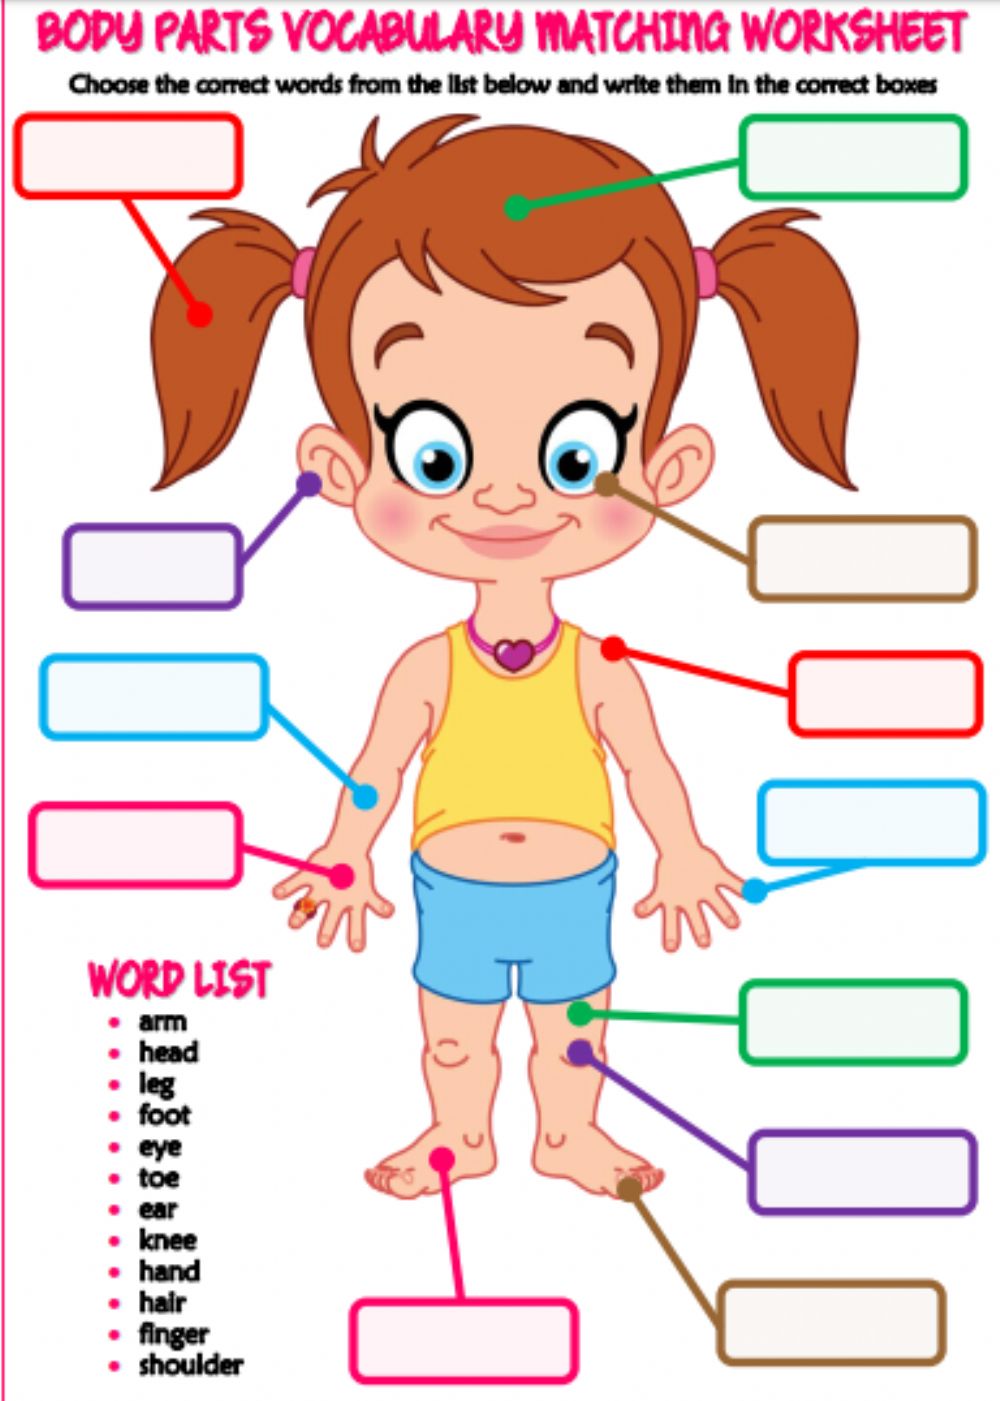 BODY PARTS VOCABULARY MATCHING WORKSHEET
Choose the correct words from the list below and write them in the correct boxes
WORD LIST
• arm
• head
• leg
• foot
• eye
• toe
• ear
• knee
• hand
• hair
• finger
• shoulder